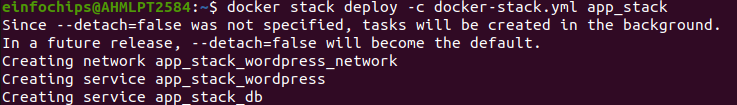 einfochips@AHMLPT2584:~$ docker stack deploy -c docker-stack.yml app_stack
Since --detach=false was not specified, tasks will be created in the background.
In a future release, --detach=false will become the default.
Creating network app_stack_wordpress_network
Creating service app_stack_wordpress
Creating service app_stack_db